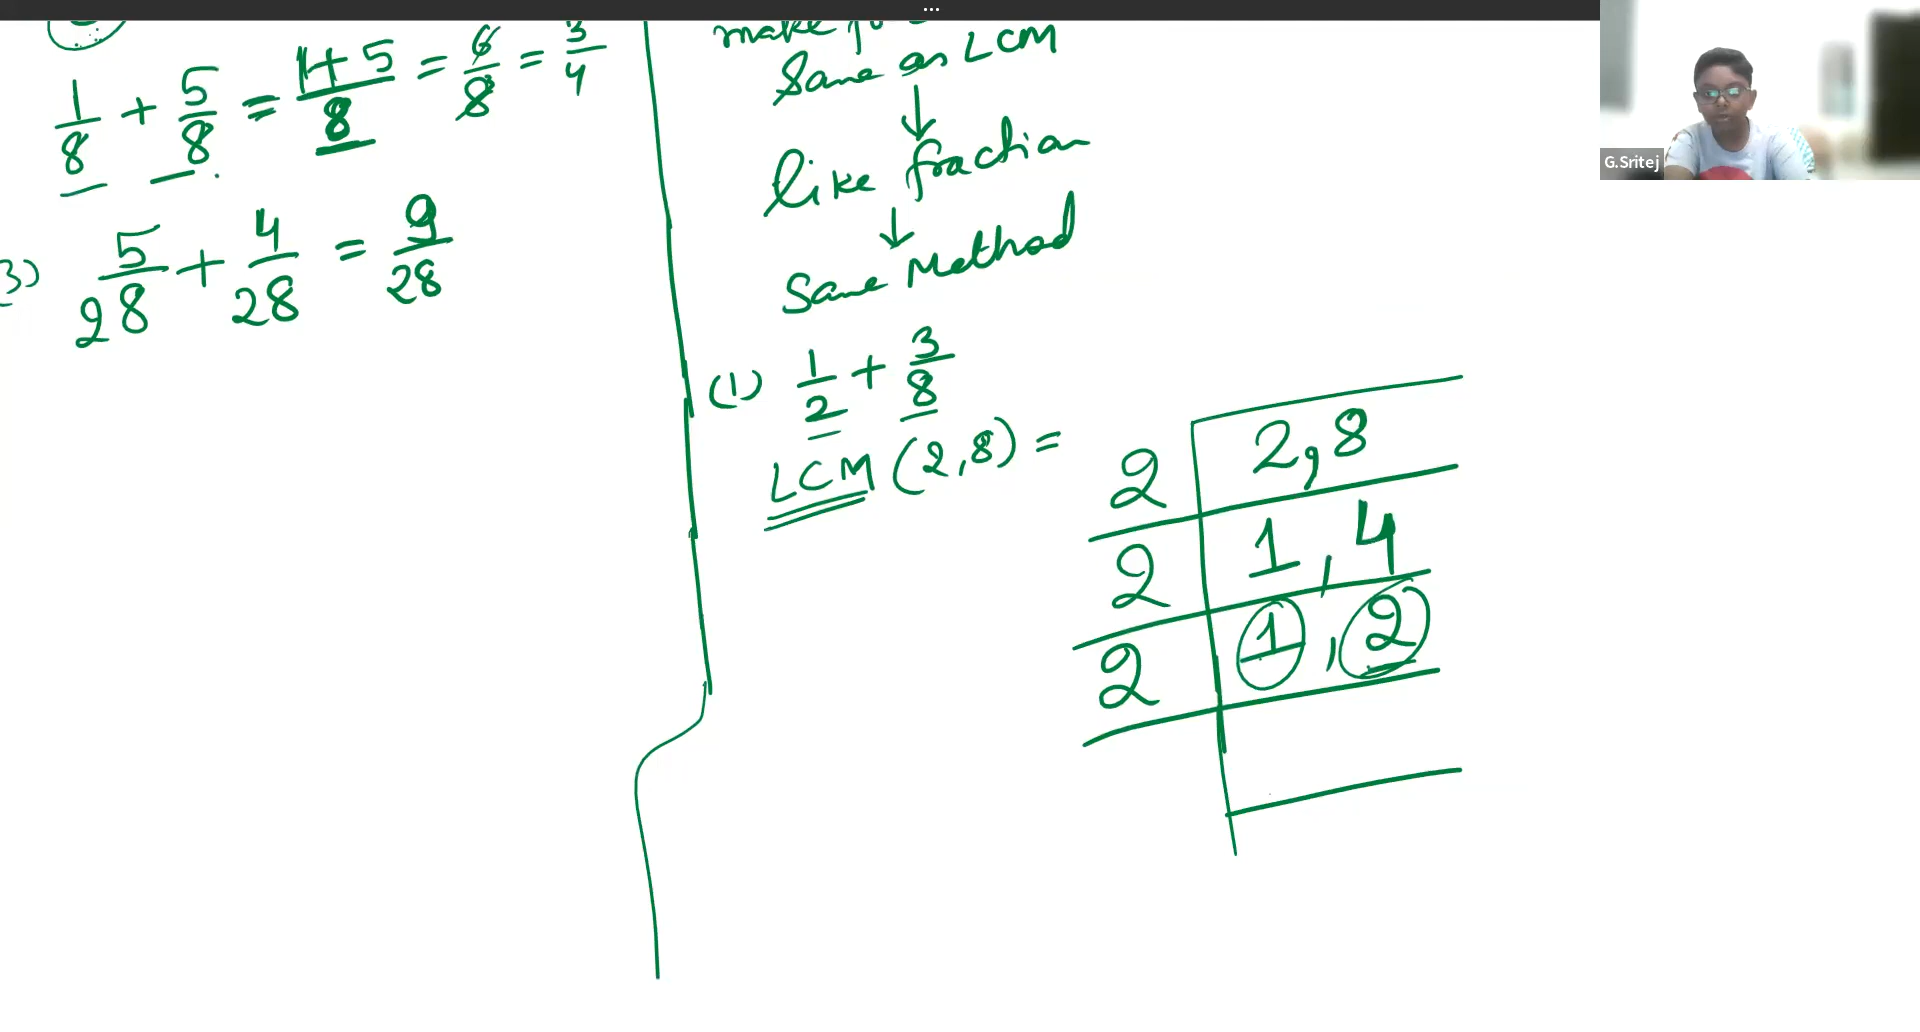 1/8 + 5/8 = 1+5/8 = 6/8 = 3/4
3) 5/28 + 4/28 = 9/28
make
Same as LCM
↓
like fraction
↓
Same Method
(1) 1/2 + 3/8
LCM (2,8) =
2 | 2,8
2 | 1,4
2 | 1,2
G.Sritej